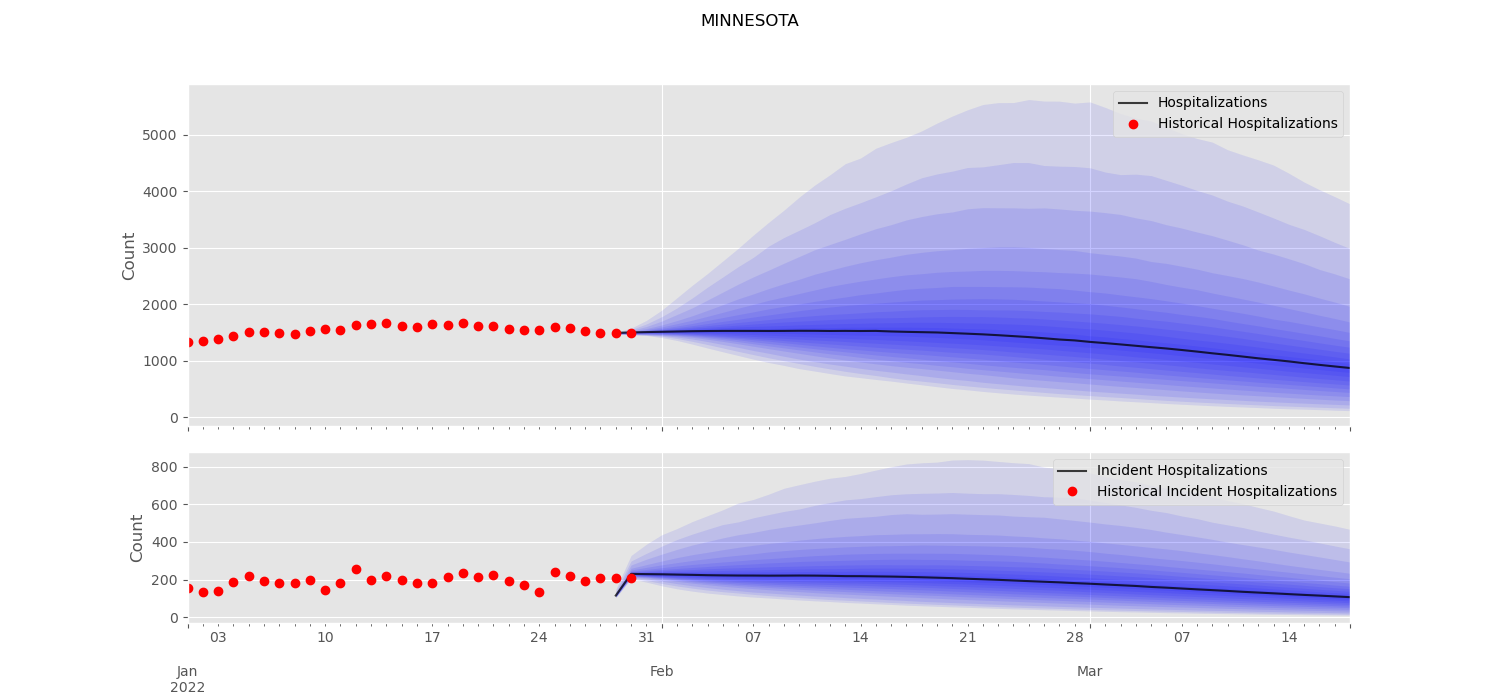 MINNESOTA
Hospitalizations
Historical Hospitalizations
Count
5000
4000
3000
2000
1000
0
Incident Hospitalizations
Historical Incident Hospitalizations
Count
800
600
400
200
0
03 10 17 24 31 07 14 21 28 07 14
Jan Feb Mar
2022